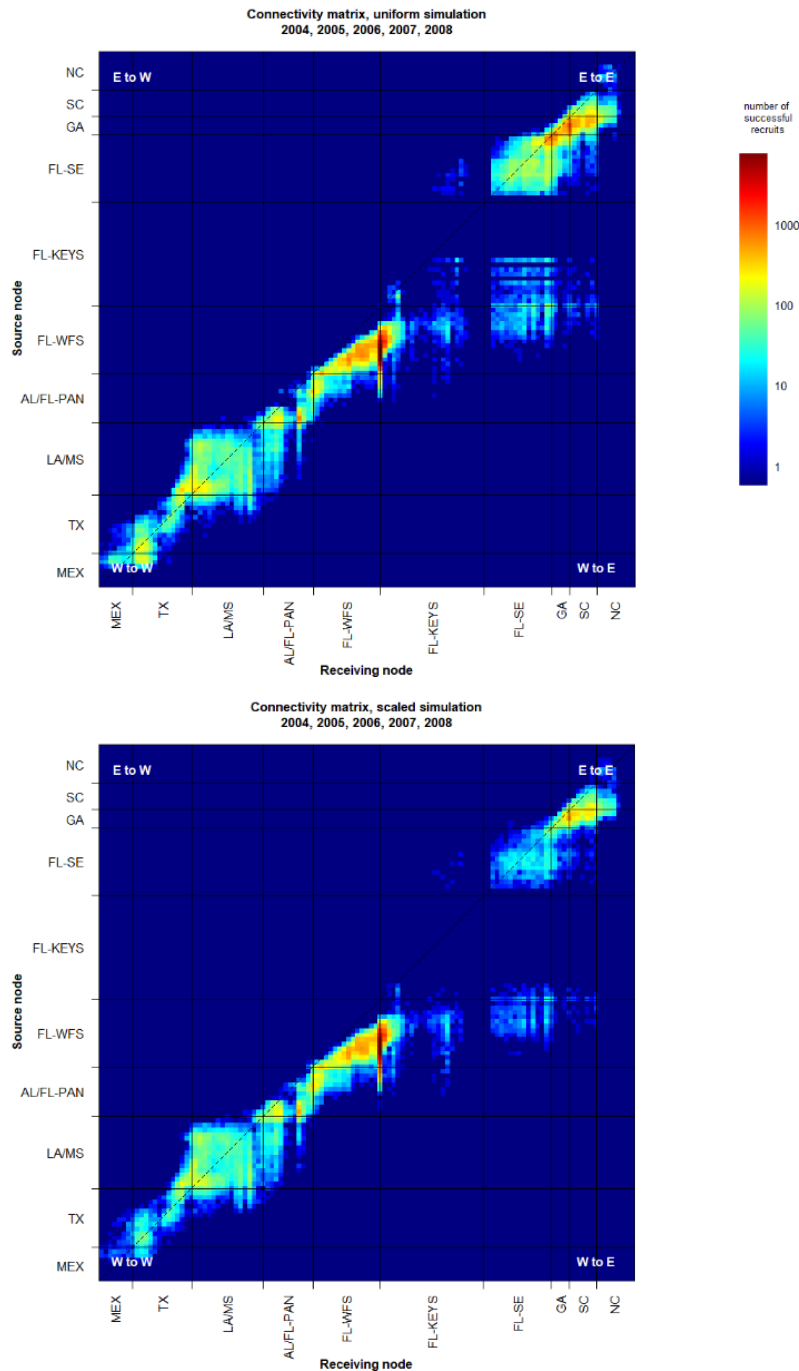 Connectivity matrix, uniform simulation
2004, 2005, 2006, 2007, 2008
E to W
E to E
W to W
W to E
NC
SC
GA
FL-SE
FL-KEYS
FL-WFS
AL/FL-PAN
LA/MS
TX
MEX
Source node
MEX
TX
LA/MS
AL/FL-PAN
FL-WFS
FL-KEYS
FL-SE
GA
SC
NC
Receiving node
number of
successful
recruits
1000
100
10
1
Connectivity matrix, scaled simulation
2004, 2005, 2006, 2007, 2008
E to W
E to E
W to W
W to E
NC
SC
GA
FL-SE
FL-KEYS
FL-WFS
AL/FL-PAN
LA/MS
TX
MEX
Source node
MEX
TX
LA/MS
AL/FL-PAN
FL-WFS
FL-KEYS
FL-SE
GA
SC
NC
Receiving node